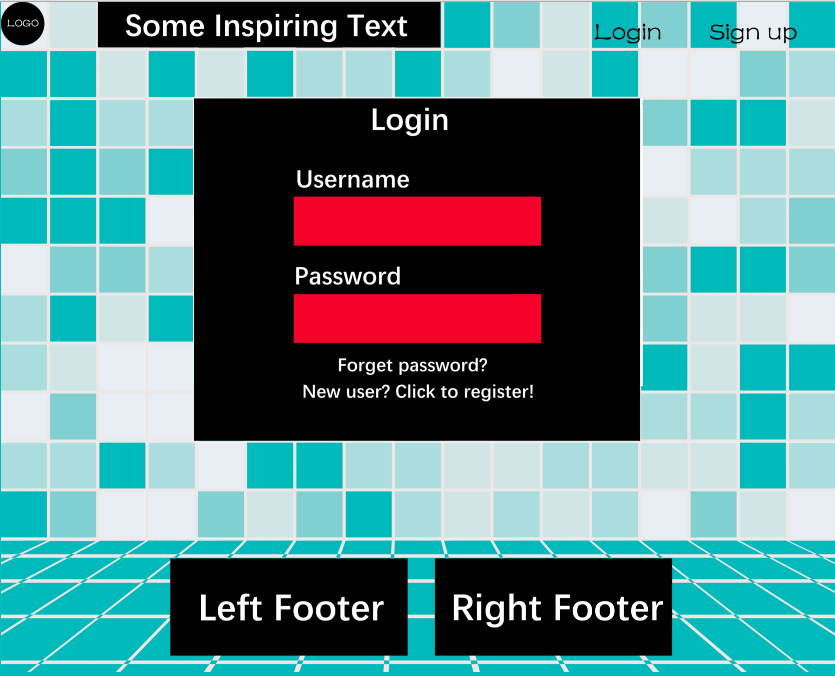 LOGO
Some Inspiring Text
Login
Sign up
Login
Username
Password
Forget password?
New user? Click to register!
Left Footer
Right Footer